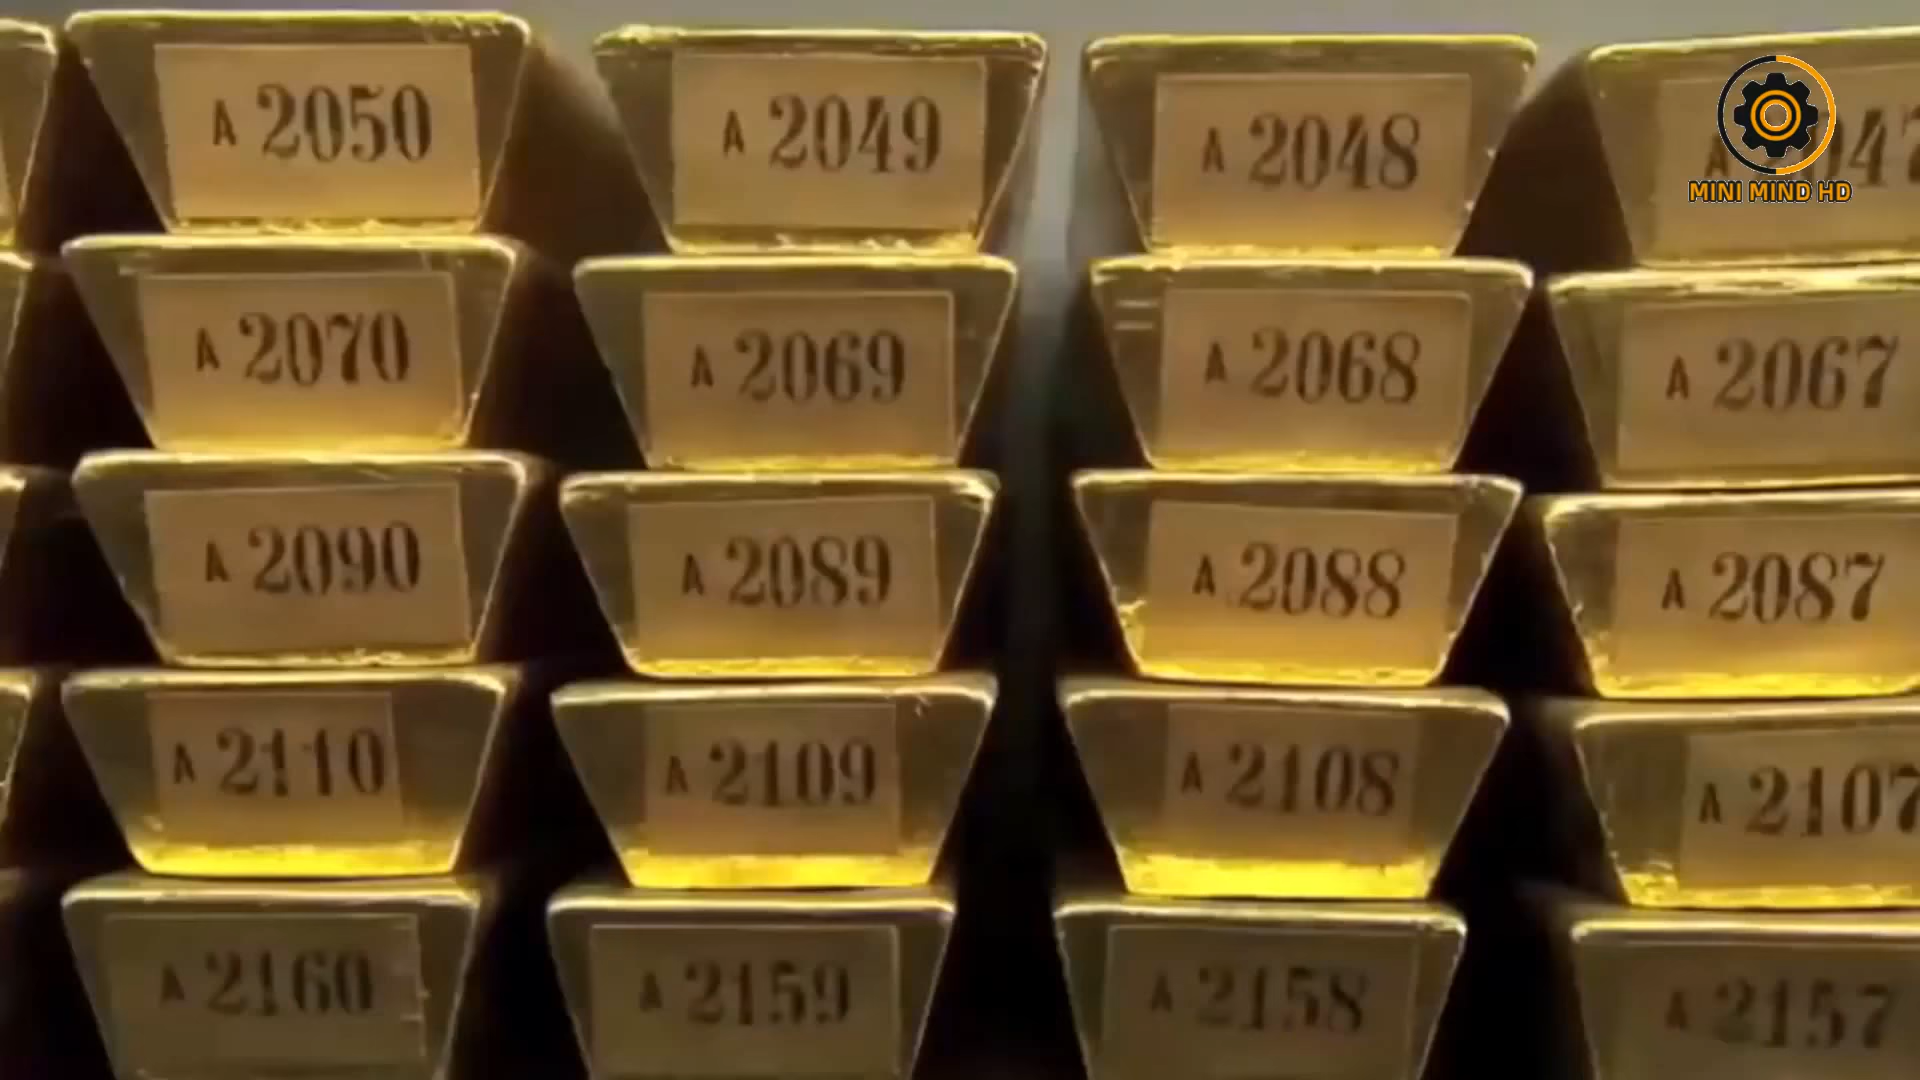 A 2050
A 2049
A 2048
MINI MIND HD
A 2070
A 2069
A 2068
A 2067
A 2090
A 2089
A 2088
A 2087
A 2110
A 2109
A 2108
A 2107
A 2160
A 2159
A 2158
A 2157